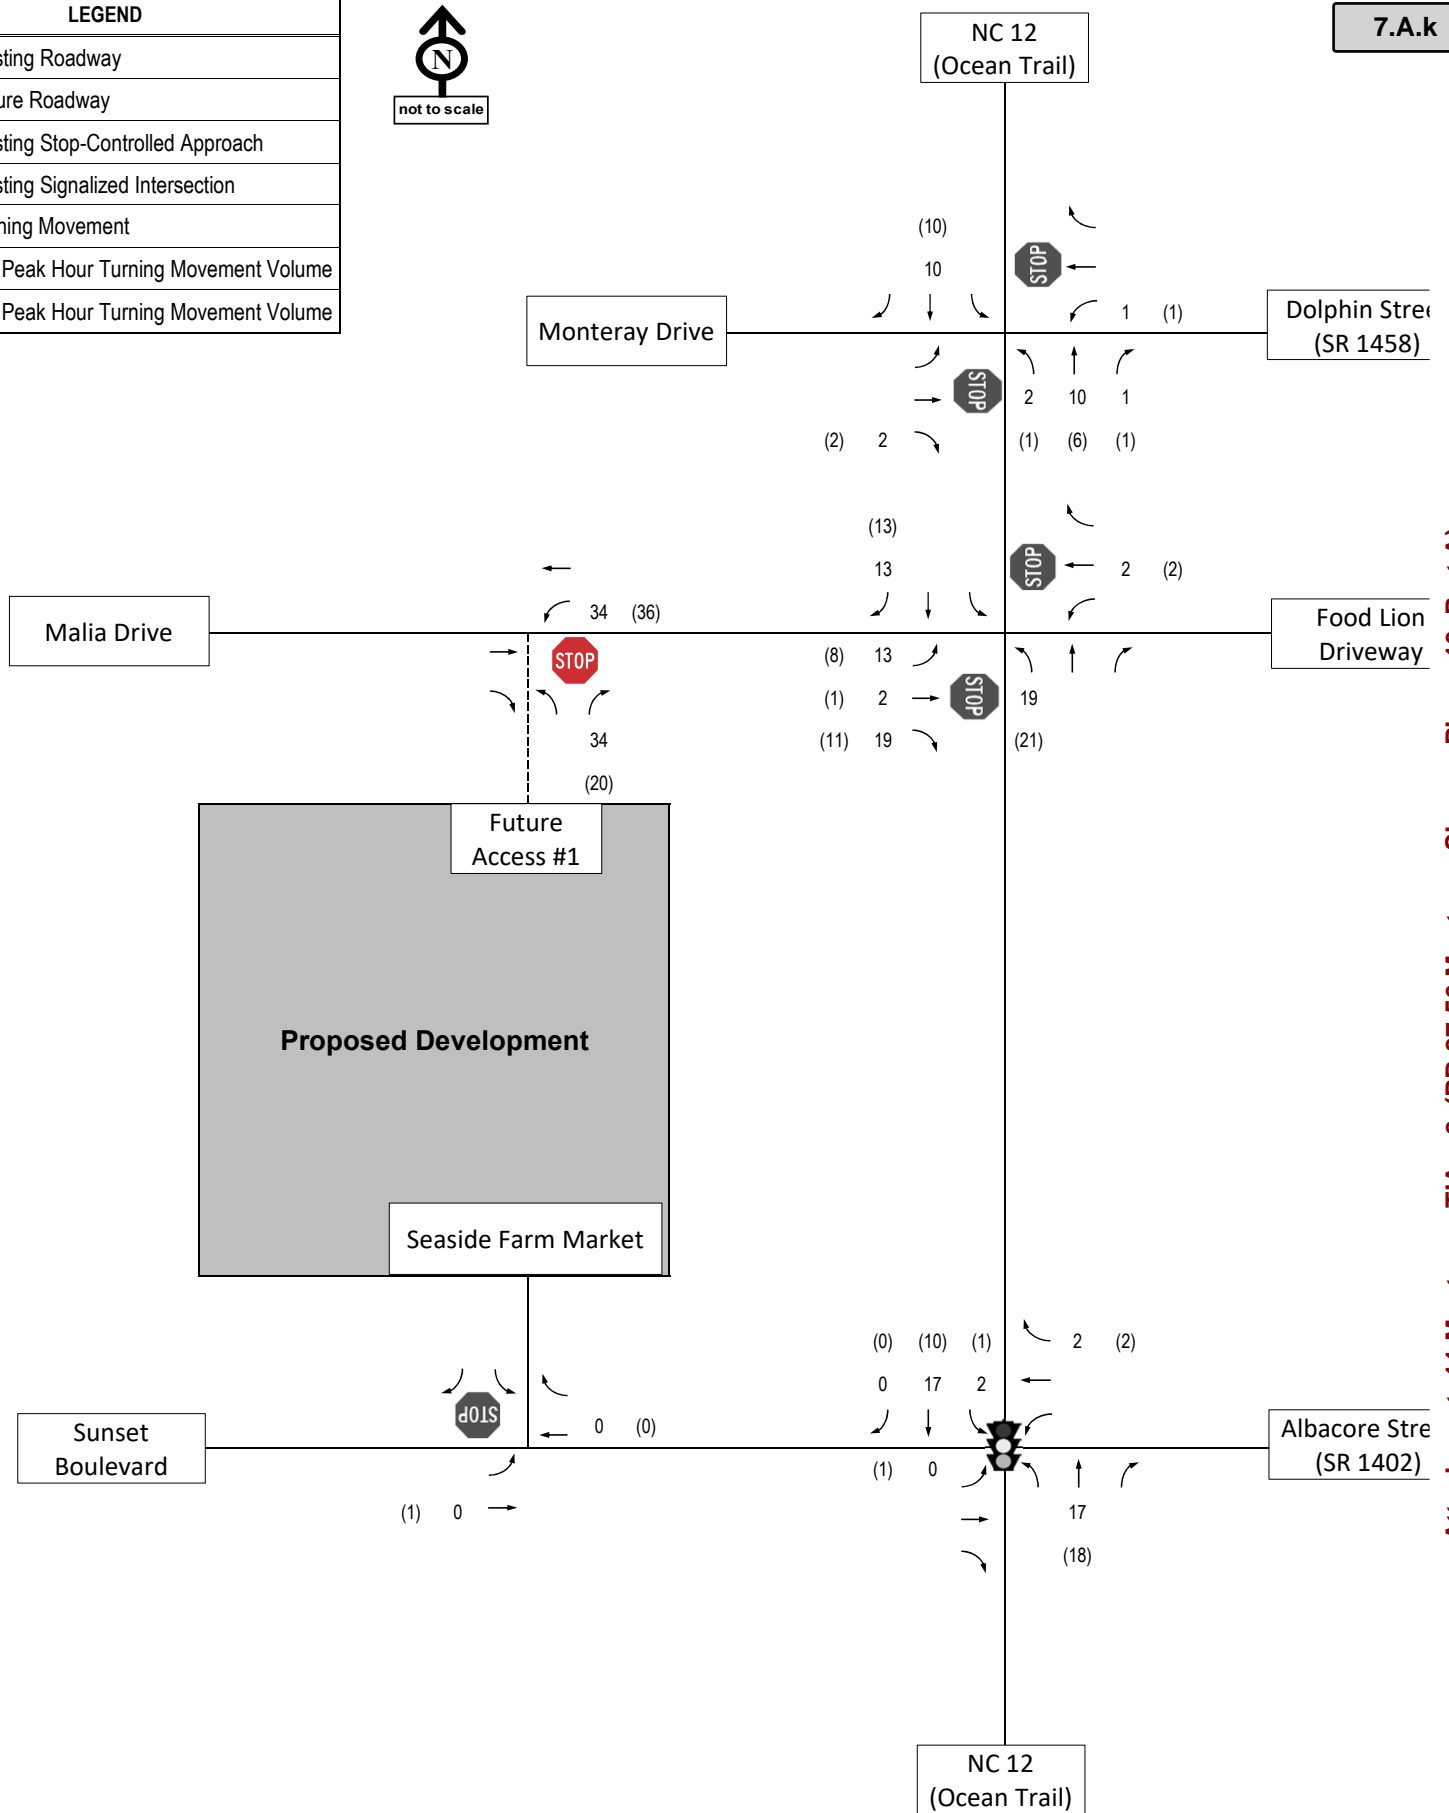 LEGEND
sting Roadway
ure Roadway
sting Stop-Controlled Approach
sting Signalized Intersection
ning Movement
Peak Hour Turning Movement Volume
Peak Hour Turning Movement Volume
N
not to scale
NC 12
(Ocean Trail)
7.A.k
(10)
10
STOP
1 (1)
Monteray Drive
Dolphin Stree
(SR 1458)
STOP
2 10 1
(2) 2
(1) (6) (1)
(13)
13
STOP
2 (2)
34 (36)
Malia Drive
Food Lion
Driveway
STOP
(8) 13
(1) 2
STOP
19
34
(11) 19
(21)
(20)
Future
Access #1
Proposed Development
Seaside Farm Market
(0) (10) (1)
2 (2)
0 17 2
STOP
0 (0)
Sunset
Boulevard
Albacore Stre
(SR 1402)
(1) 0
(1) 0
17
(18)
NC 12
(Ocean Trail)